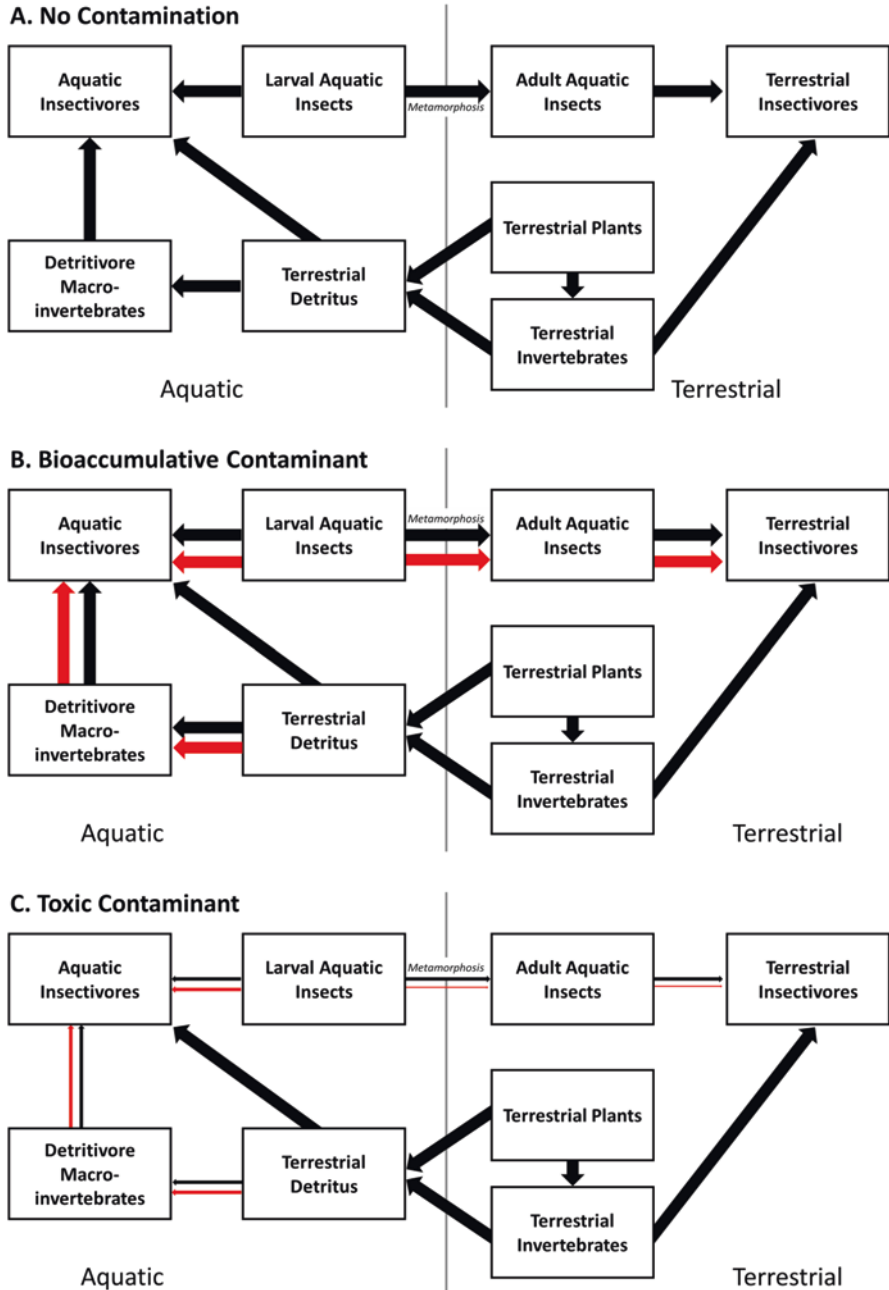 A. No Contamination
Aquatic
Insectivores
Larval Aquatic
Insects
Metamorphosis
Adult Aquatic
Insects
Terrestrial
Insectivores
Detritivore
Macro-
invertebrates
Terrestrial
Detritus
Terrestrial Plants
Terrestrial
Invertebrates
Aquatic
Terrestrial
B. Bioaccumulative Contaminant
Aquatic
Insectivores
Larval Aquatic
Insects
Metamorphosis
Adult Aquatic
Insects
Terrestrial
Insectivores
Detritivore
Macro-
invertebrates
Terrestrial
Detritus
Terrestrial Plants
Terrestrial
Invertebrates
Aquatic
Terrestrial
C. Toxic Contaminant
Aquatic
Insectivores
Larval Aquatic
Insects
Metamorphosis
Adult Aquatic
Insects
Terrestrial
Insectivores
Detritivore
Macro-
invertebrates
Terrestrial
Detritus
Terrestrial Plants
Terrestrial
Invertebrates
Aquatic
Terrestrial